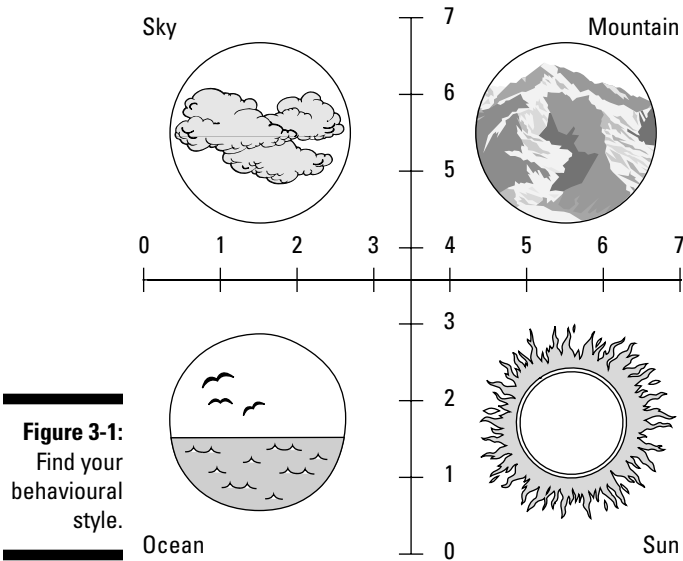 Sky
7
Mountain
6
5
0 1 2 3 4 5 6 7
3
2
1
0
Figure 3-1:
Find your
behavioural
style.
Ocean
Sun